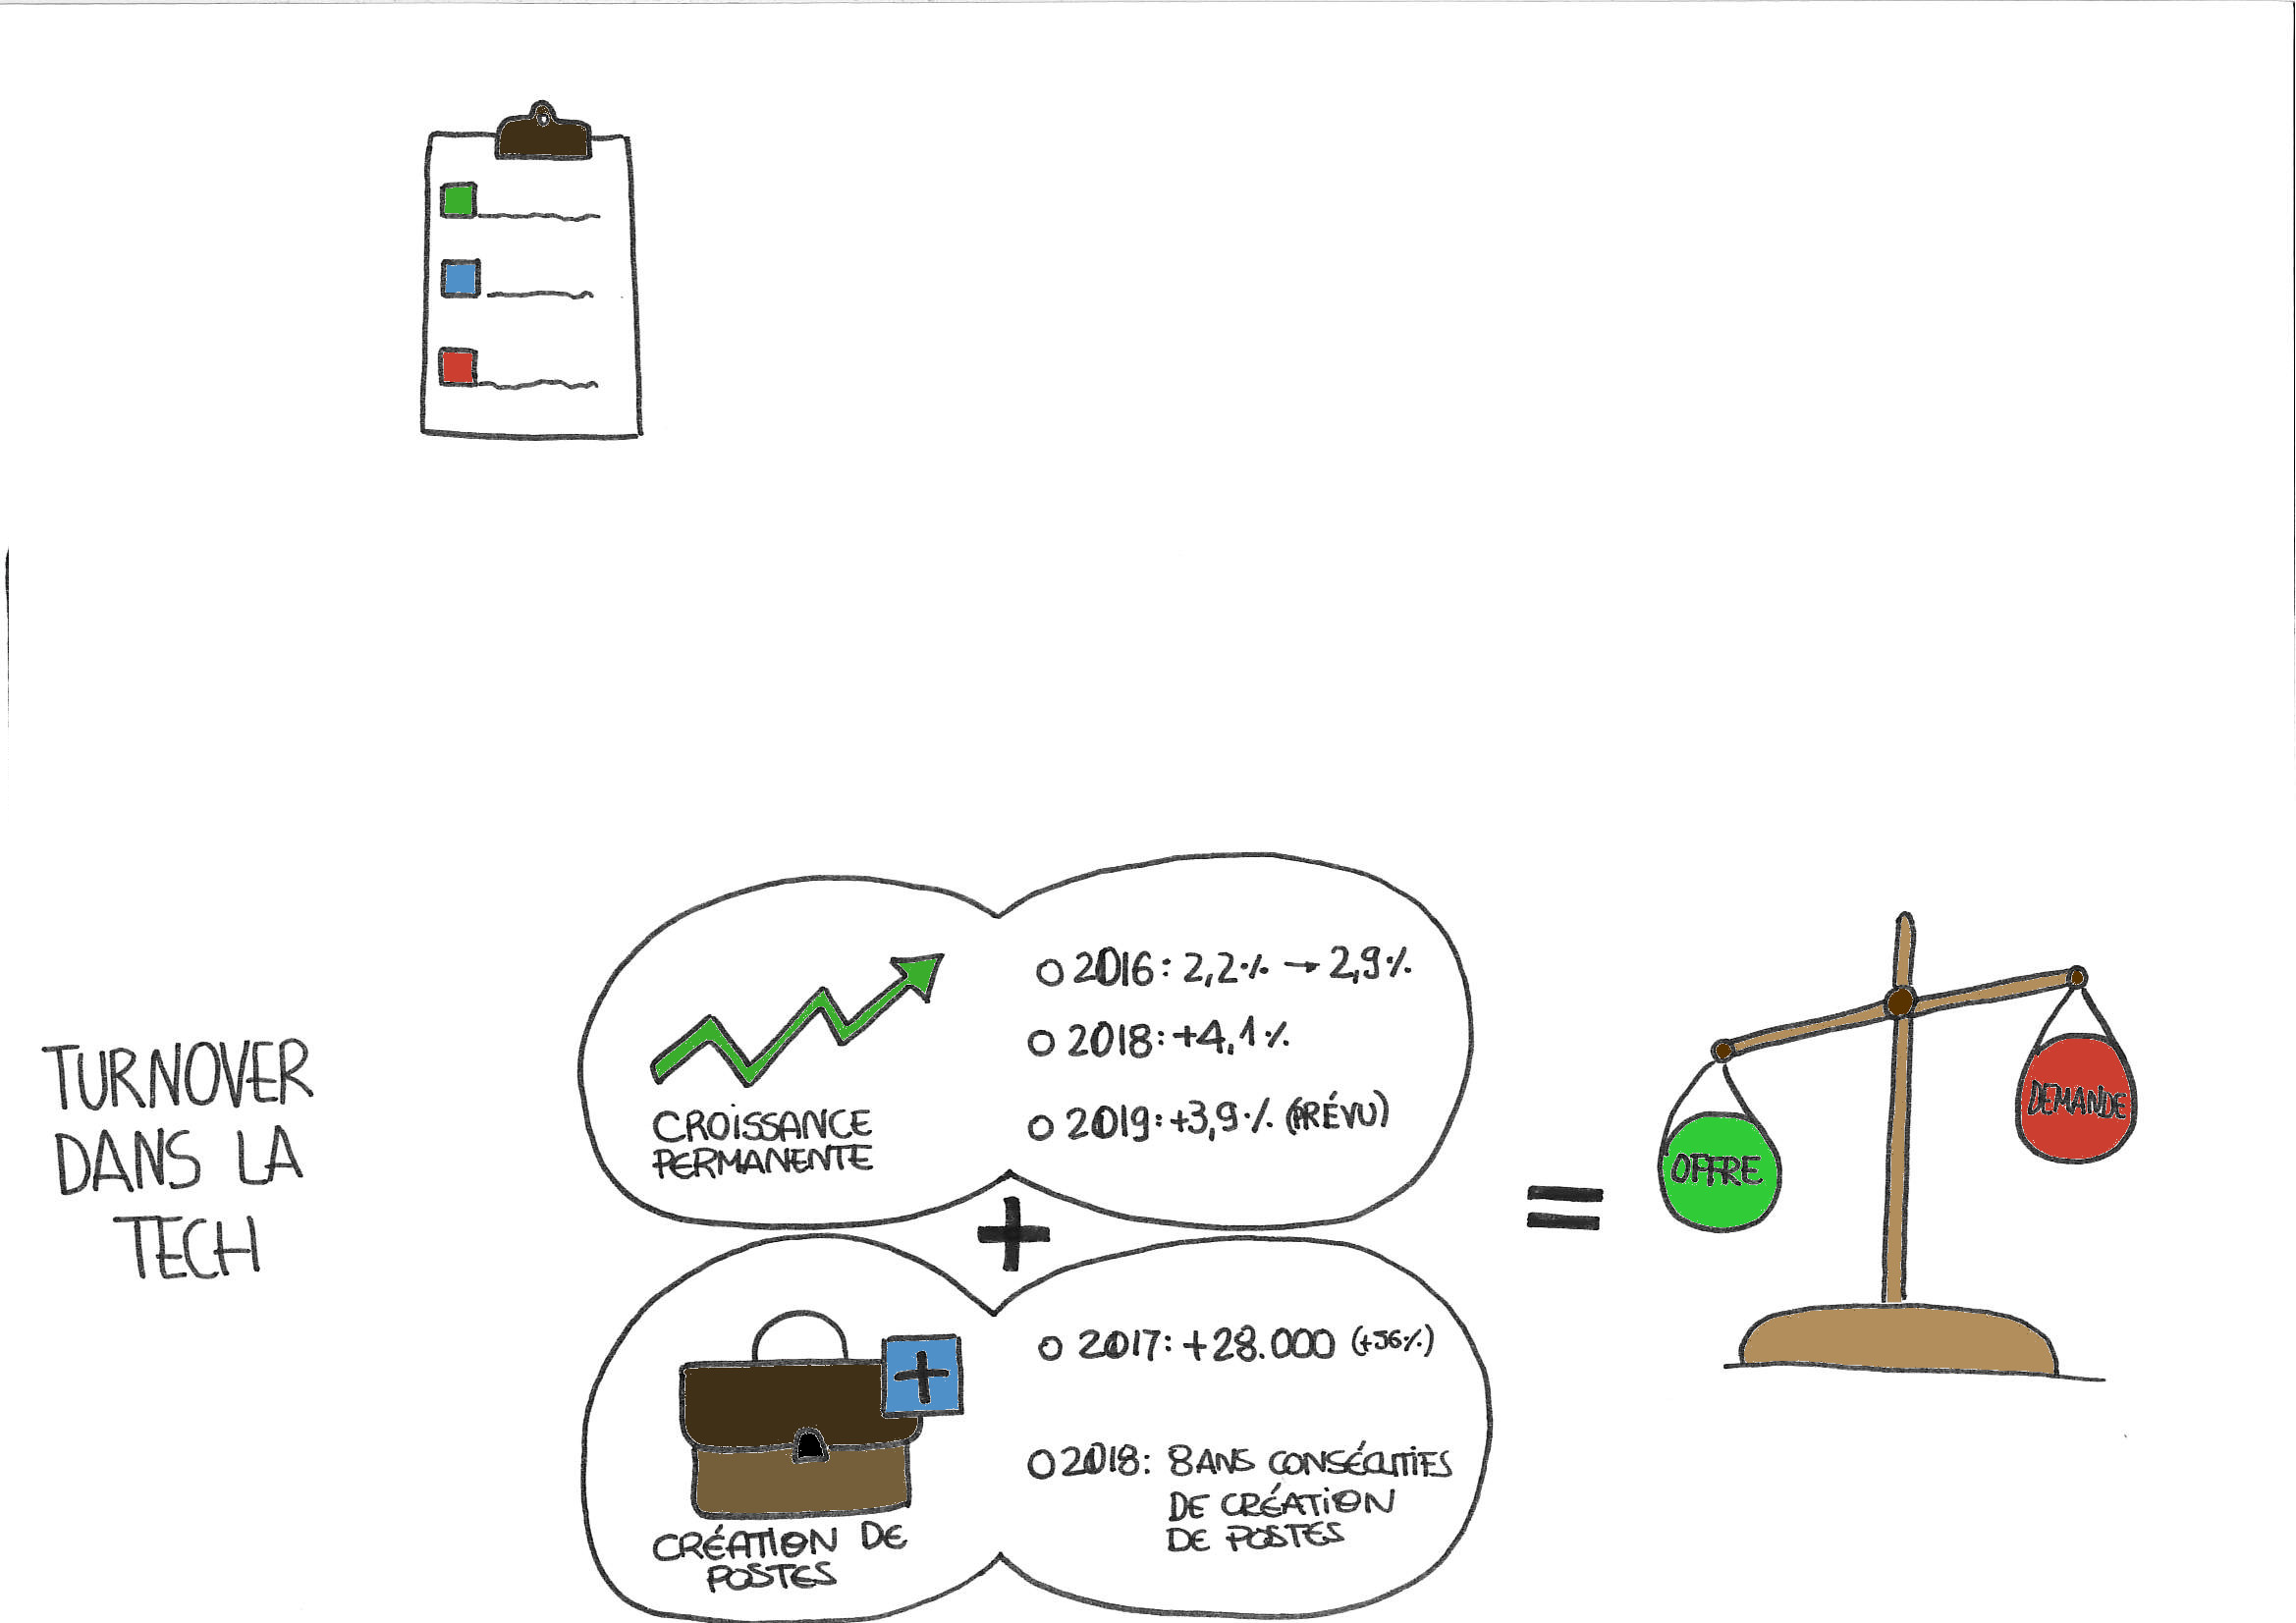 TURNOVER
DANS LA
TECH
CROISSANCE
PERMANENTE
O 2016: 2,2% → 2,9%
O 2018: +4,1%
O 2019: +3,9% (PRÉVU)
+
CRÉATION DE
POSTES
+
O 2017: +28.000 (+56%)
O 2018: 8 ANS CONSÉCUTIFS
DE CRÉATION
DE POSTES
=
OFFRE
DEMANDE